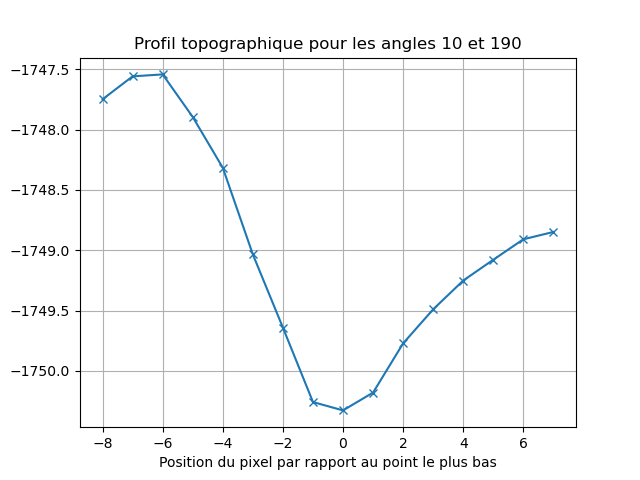 Profil topographique pour les angles 10 et 190
−1747.5
−1748.0
−1748.5
−1749.0
−1749.5
−1750.0
−8 −6 −4 −2 0 2 4 6
Position du pixel par rapport au point le plus bas